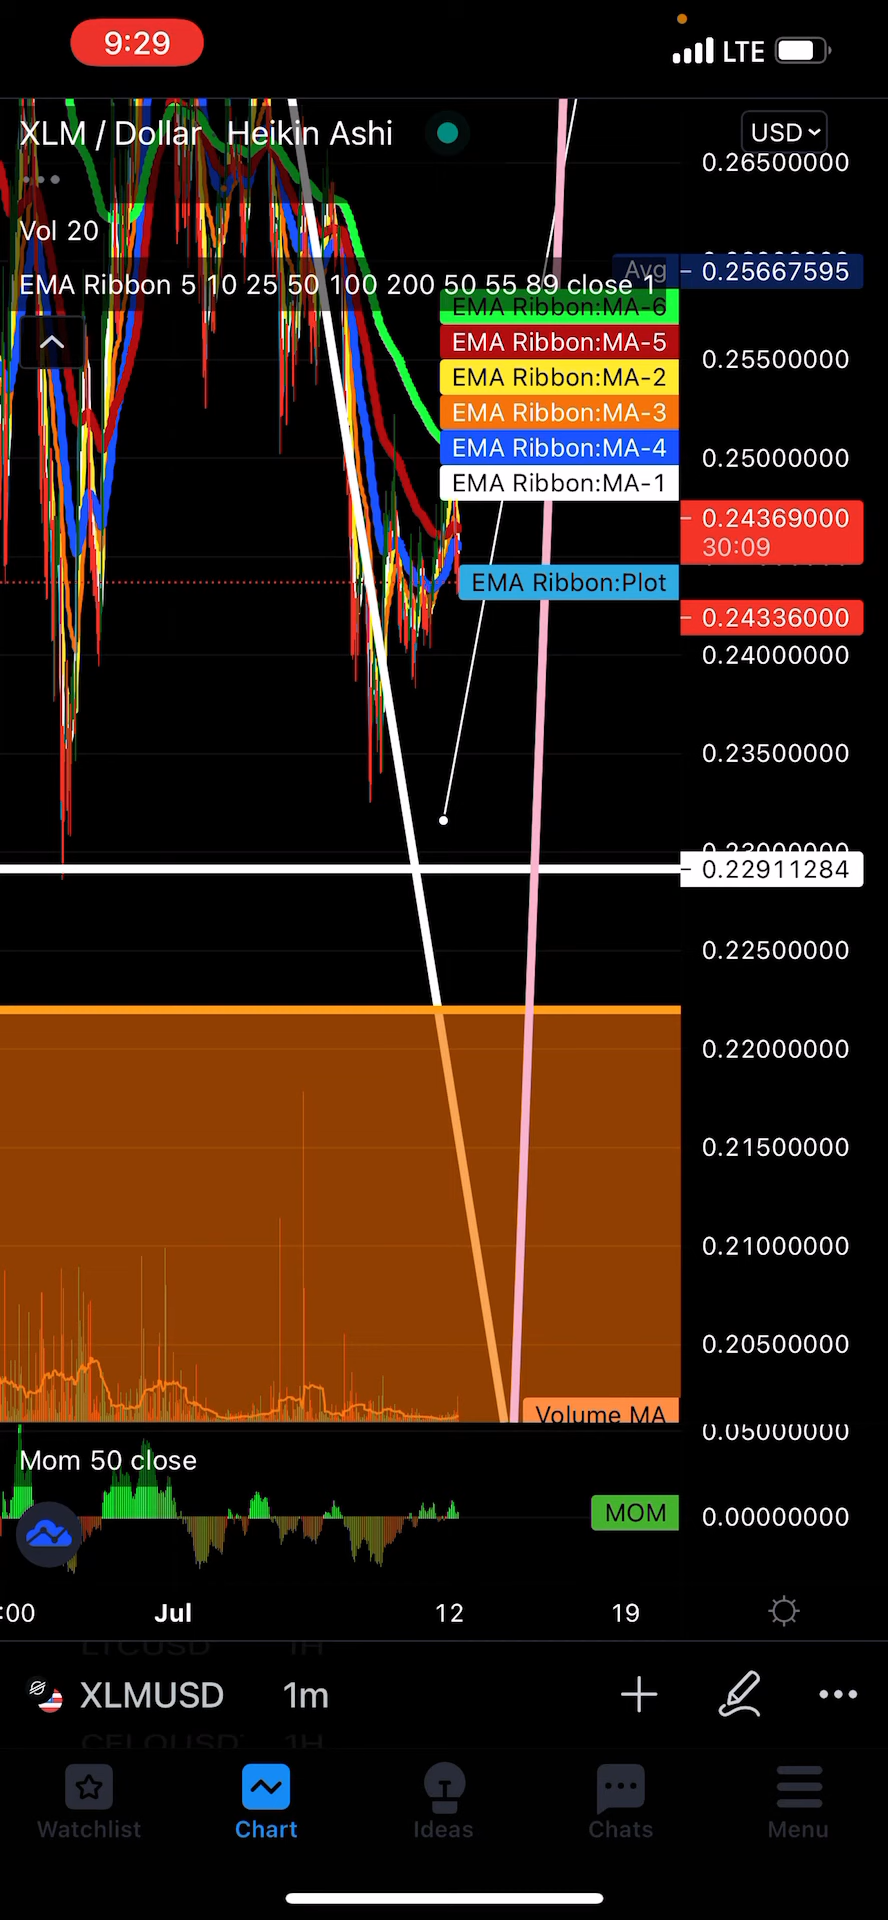 9:29
LTE
XLM / Dollar Heikin Ashi
USD
0.26500000
Vol 20
Avg
0.25667595
EMA Ribbon 5 10 25 50 100 200 50 55 89 close 1
EMA Ribbon:MA-6
EMA Ribbon:MA-5
0.25500000
EMA Ribbon:MA-2
EMA Ribbon:MA-3
EMA Ribbon:MA-4
0.25000000
EMA Ribbon:MA-1
0.24369000
30:09
EMA Ribbon:Plot
0.24336000
0.24000000
0.23500000
0.23000000
0.22911284
0.22500000
0.22000000
0.21500000
0.21000000
0.20500000
Volume MA
0.05000000
Mom 50 close
MOM
0.00000000
:00
Jul
12
19
LTCUSD 1H
XLMUSD 1m
1H
Watchlist
Chart
Ideas
Chats
Menu